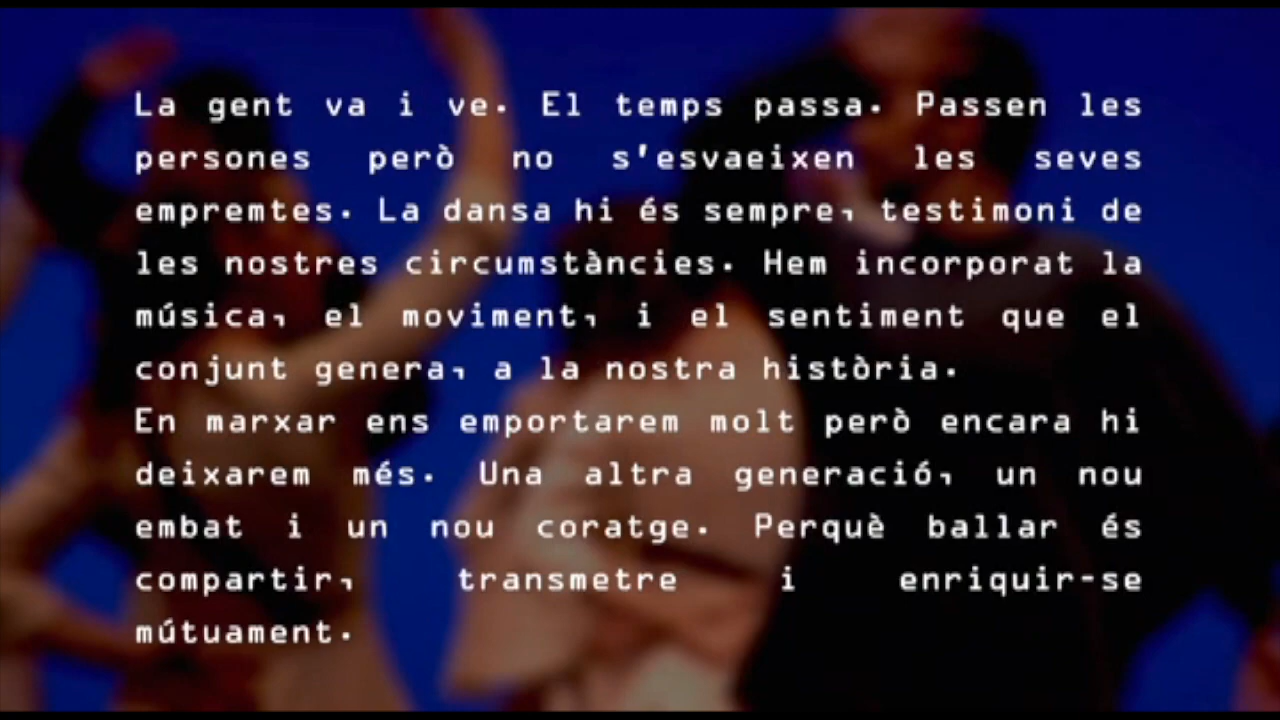 La gent va i ve. El temps passa. Passen les
persones però no s'esvaeixen les seves
empremtes. La dansa hi és sempre, testimoni de
les nostres circumstàncies. Hem incorporat la
música, el moviment, i el sentiment que el
conjunt genera, a la nostra història.
En marxar ens emportarem molt però encara hi
deixarem més. Una altra generació, un nou
embat i un nou coratge. Perquè ballar és
compartir, transmetre i enriquir-se
mútuament.